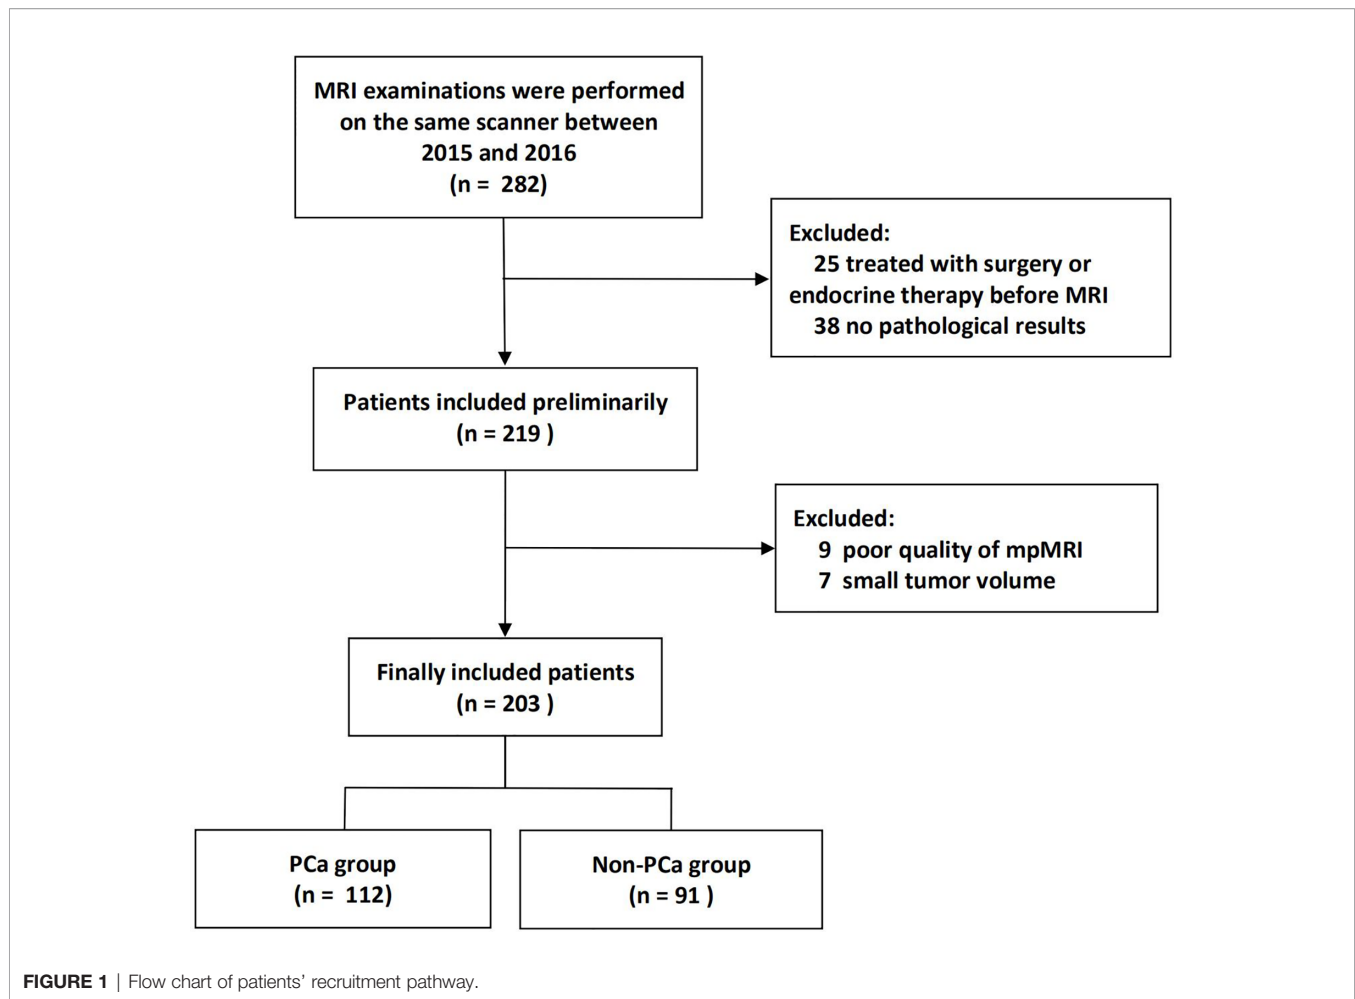 MRI examinations were performed
on the same scanner between
2015 and 2016
(n =  282)
Excluded:
25 treated with surgery or
endocrine therapy before MRI
38 no pathological results
Patients included preliminarily
(n = 219 )
Excluded:
9  poor quality of mpMRI
7  small tumor volume
Finally included patients
(n = 203 )
PCa group
(n =  112)
Non-PCa group
(n = 91 )
FIGURE 1 | Flow chart of patients’ recruitment pathway.